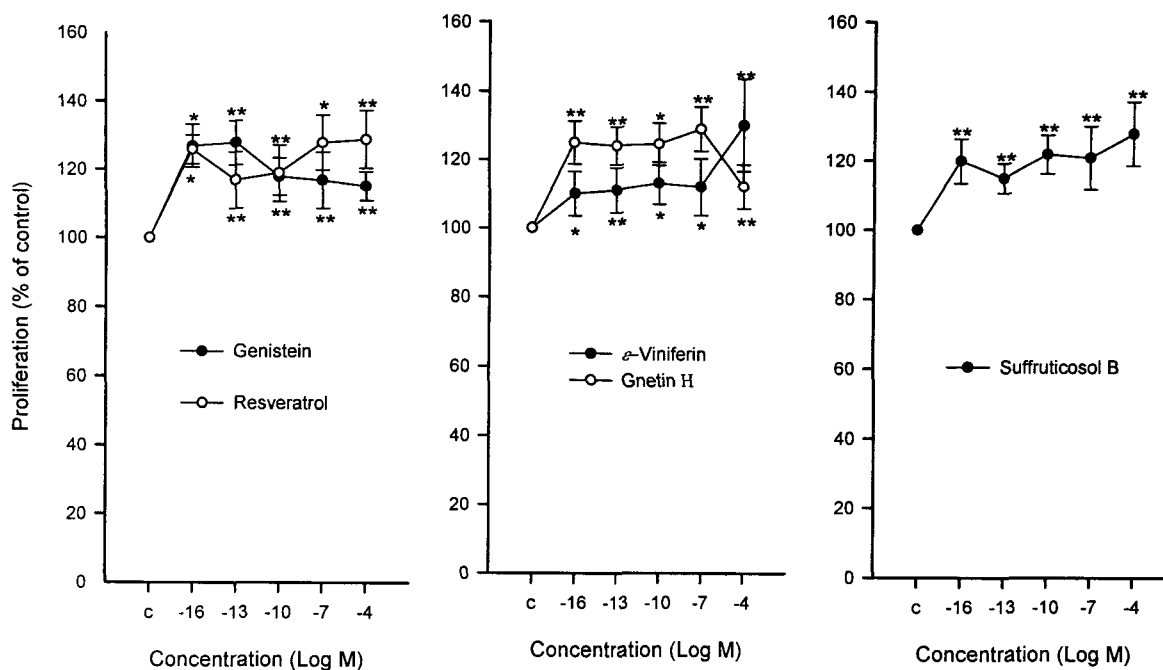 Proliferation (% of control)
160
140
120
100
80
60
40
20
0
* ** ** * **
* ** ** ** **
Genistein
Resveratrol
c -16 -13 -10 -7 -4
Concentration (Log M)
160
140
120
100
80
60
40
20
0
** ** * ** **
* ** * * **
ε-Viniferin
Gnetin H
c -16 -13 -10 -7 -4
Concentration (Log M)
160
140
120
100
80
60
40
20
0
** ** ** ** **
Suffruticosol B
c -16 -13 -10 -7 -4
Concentration (Log M)